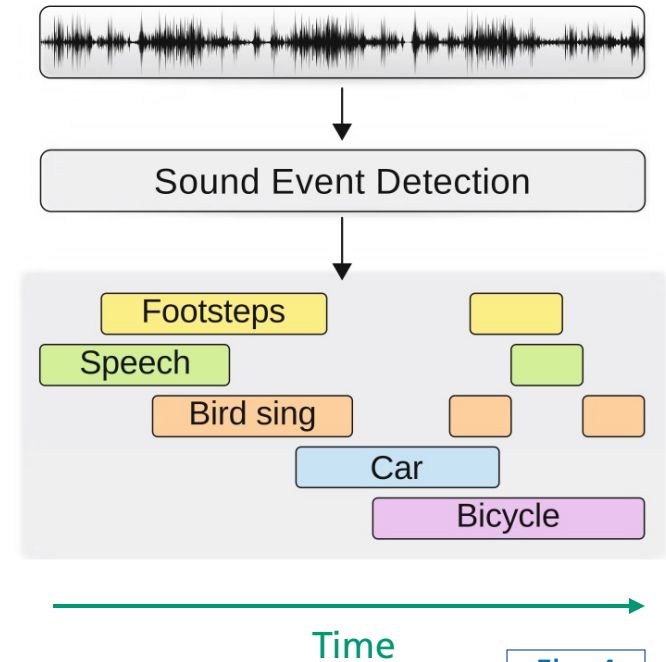 Sound Event Detection
Footsteps
Speech
Bird sing
Car
Bicycle
Time